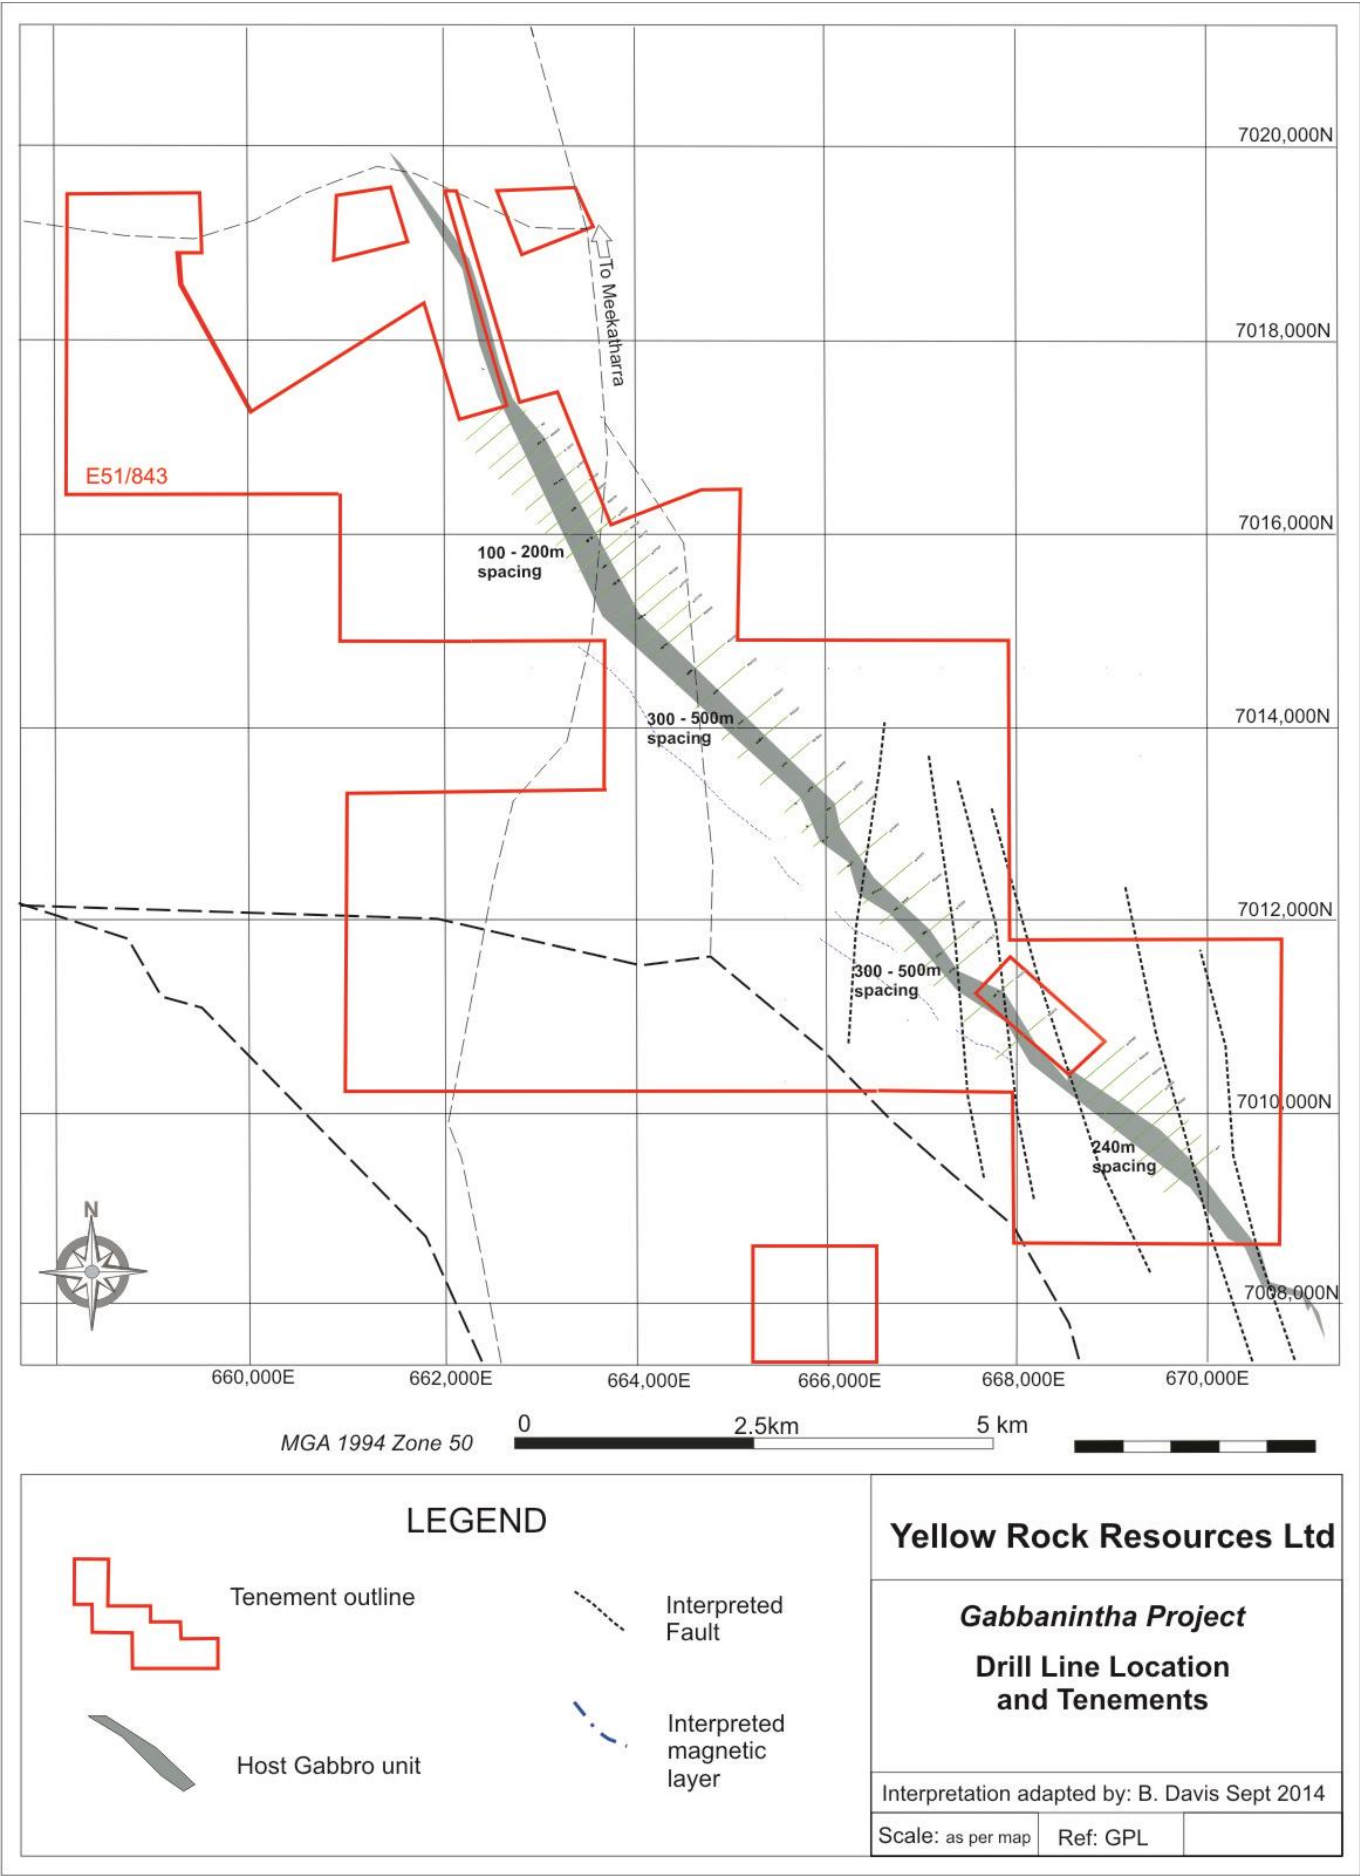 7020,000N
To Meekatharra
7018,000N
E51/843
7016,000N
100 - 200m
spacing
7014,000N
300 - 500m
spacing
7012,000N
300 - 500m
spacing
7010,000N
240m
spacing
N
7008,000N
660,000E
662,000E
664,000E
666,000E
668,000E
670,000E
MGA 1994 Zone 50
0
2.5km
5 km
LEGEND
Tenement outline
Interpreted
Fault
Host Gabbro unit
Interpreted
magnetic
layer
Yellow Rock Resources Ltd
Gabbanintha Project
Drill Line Location
and Tenements
Interpretation adapted by: B. Davis Sept 2014
Scale: as per map
Ref: GPL